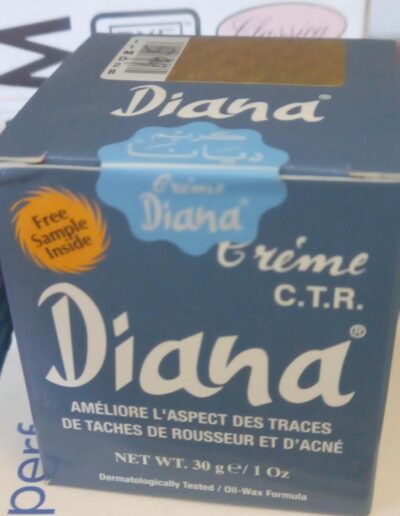 Classica
Diana®
كريم
ديانا
Crème
Diana®
Free
Sample
Inside
Crème
C.T.R.
Diana®
AMÉLIORE L'ASPECT DES TRACES
DE TACHES DE ROUSSEUR ET D'ACNÉ
NET WT. 30 g e/ 1 Oz
Dermatologically Tested / Oil-Wax Formula